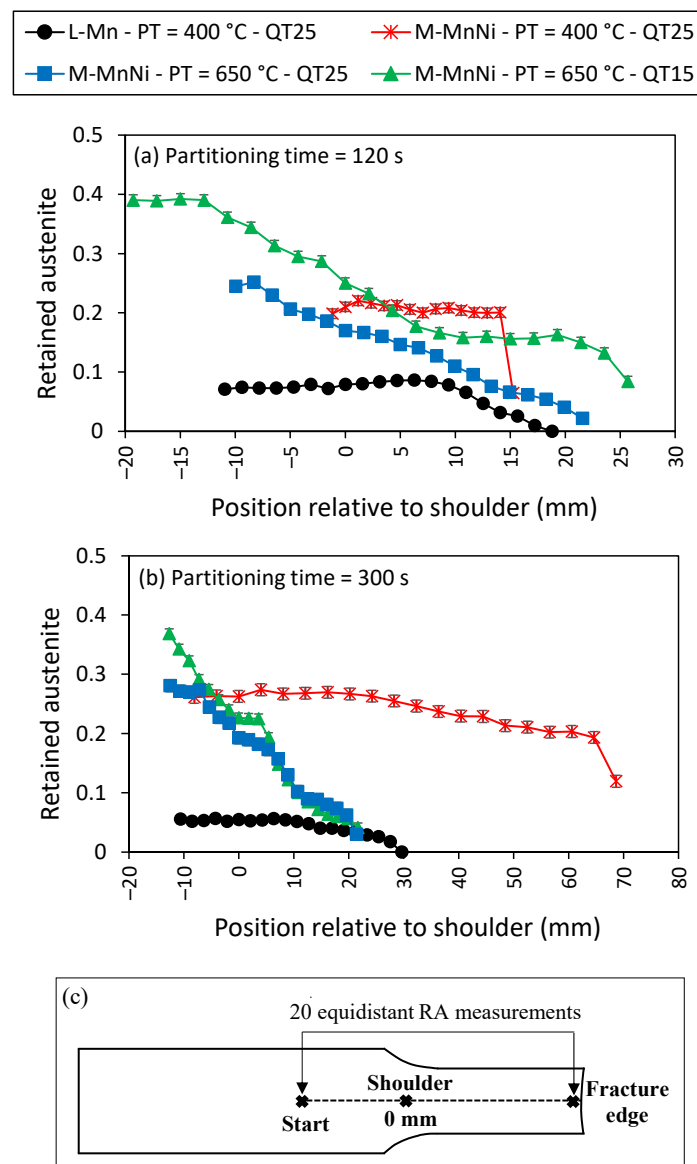 L-Mn - PT = 400 °C - QT25
M-MnNi - PT = 400 °C - QT25
M-MnNi - PT = 650 °C - QT25
M-MnNi - PT = 650 °C - QT15
(a) Partitioning time = 120 s
Retained austenite
0.5
0.4
0.3
0.2
0.1
0
−20
−15
−10
−5
0
5
10
15
20
25
30
Position relative to shoulder (mm)
(b) Partitioning time = 300 s
Retained austenite
0.5
0.4
0.3
0.2
0.1
0
−20
−10
0
10
20
30
40
50
60
70
80
Position relative to shoulder (mm)
(c)
20 equidistant RA measurements
Shoulder
Start
0 mm
Fracture
edge